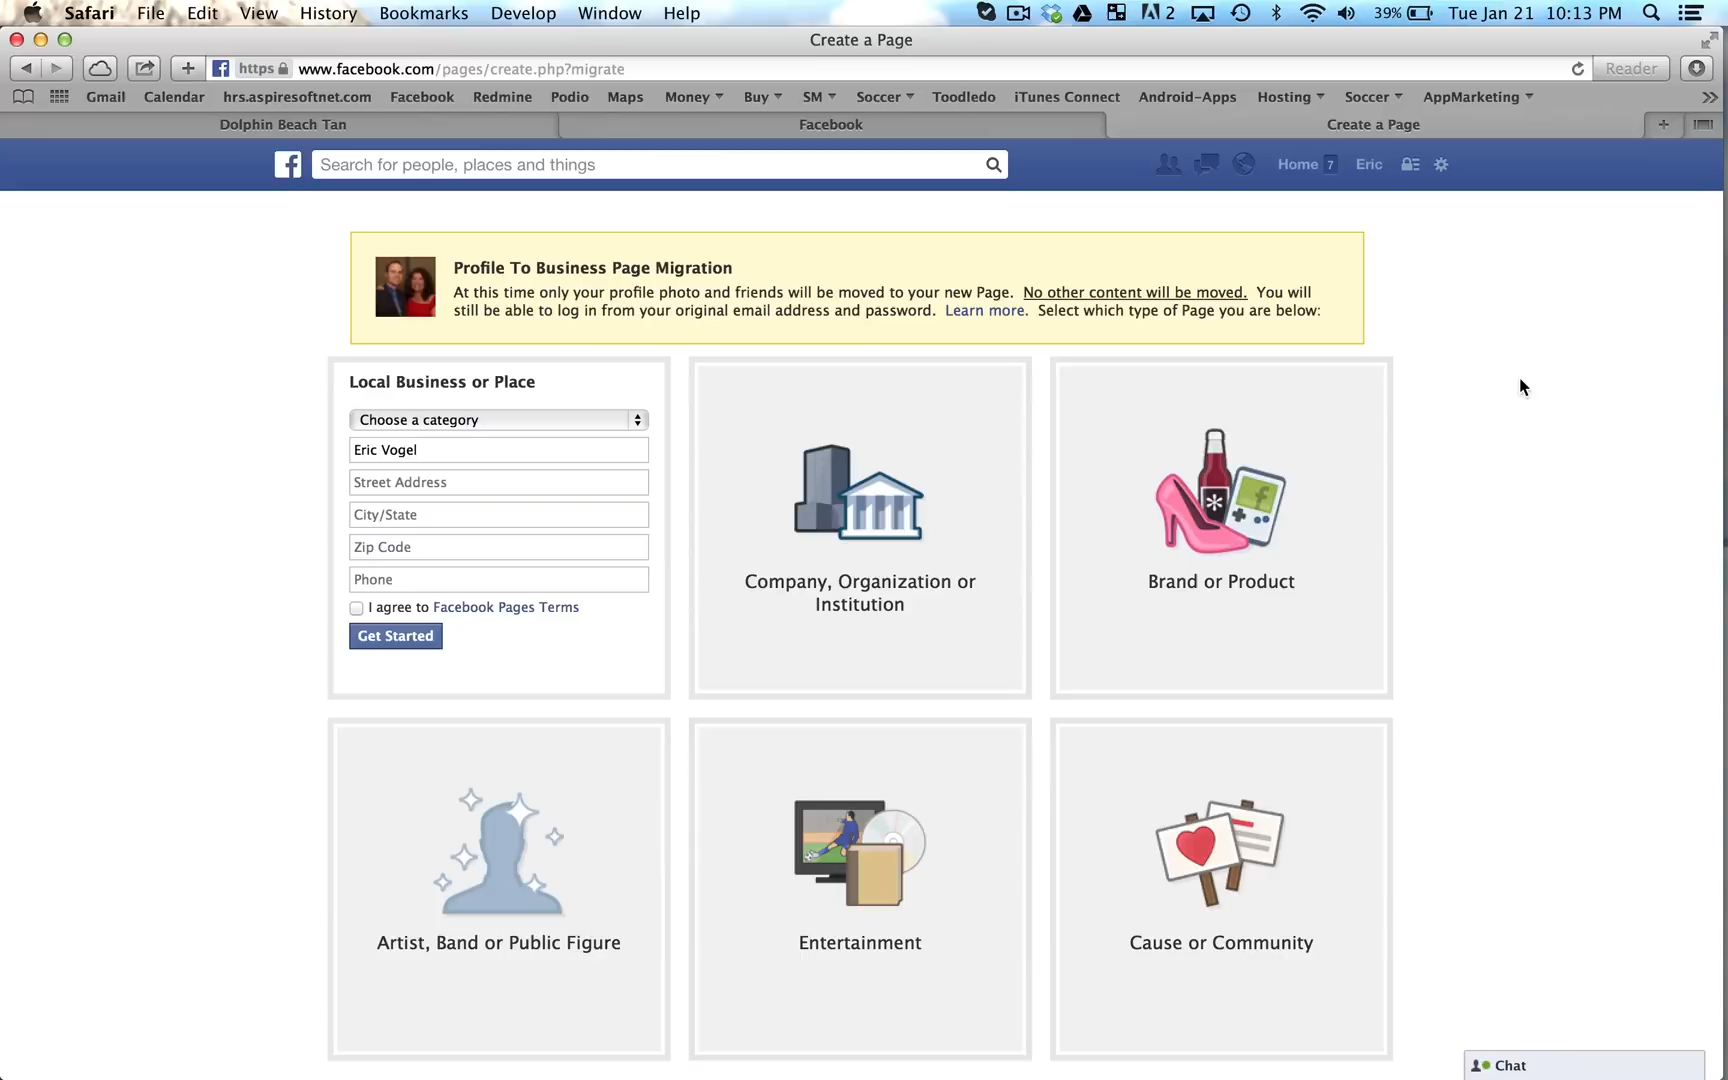 Safari File Edit View History Bookmarks Develop Window Help 2 39% Tue Jan 21 10:13 PM
Create a Page
https www.facebook.com/pages/create.php?migrate Reader
Gmail Calendar hrs.aspiresoftnet.com Facebook Redmine Podio Maps Money Buy SM Soccer Toodledo iTunes Connect Android-Apps Hosting Soccer AppMarketing
Dolphin Beach Tan Facebook Create a Page
Search for people, places and things Home 7 Eric
Profile To Business Page Migration
At this time only your profile photo and friends will be moved to your new Page. No other content will be moved. You will
still be able to log in from your original email address and password. Learn more. Select which type of Page you are below:
Local Business or Place
Choose a category
Eric Vogel
Street Address
City/State
Zip Code
Phone
I agree to Facebook Pages Terms
Get Started
Company, Organization or
Institution
Brand or Product
Artist, Band or Public Figure
Entertainment
Cause or Community
Chat